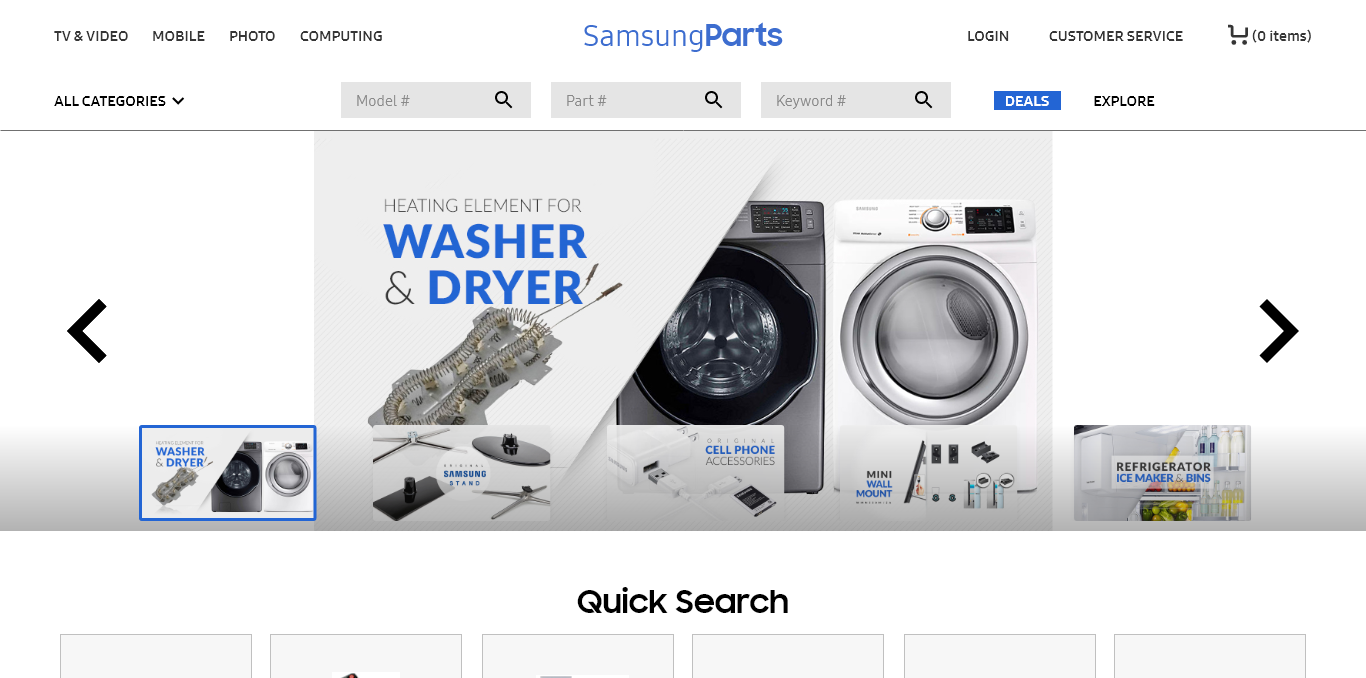 TV & VIDEO MOBILE PHOTO COMPUTING SamsungParts LOGIN CUSTOMER SERVICE (0 items)
ALL CATEGORIES Model # Part # Keyword # DEALS EXPLORE
HEATING ELEMENT FOR
WASHER
& DRYER
SAMSUNG
HEATING ELEMENT FOR
WASHER
& DRYER
ORIGINAL
SAMSUNG
STAND
ORIGINAL
CELL PHONE
ACCESSORIES
MINI
WALL
MOUNT
REFRIGERATOR
ICE MAKER & BINS
Quick Search